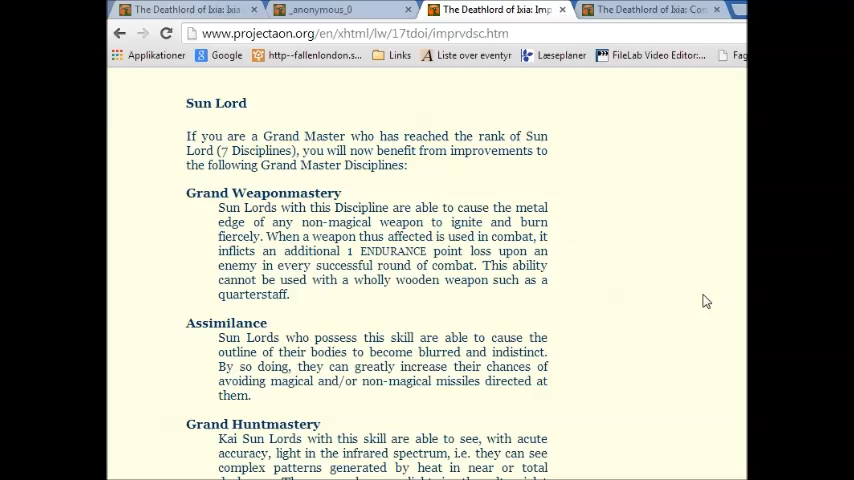 The Deathlord of Ixia: Ixia
_anonymous_0
The Deathlord of Ixia: Imp
The Deathlord of Ixia: Cor
www.projectaon.org/en/xhtml/lw/17tdoi/imprvdsc.htm
Applikationer
Google
http--fallenlondon.s...
Links
Liste over eventyr
Læseplaner
FileLab Video Editor:...
Fag
Sun Lord
If you are a Grand Master who has reached the rank of Sun
Lord (7 Disciplines), you will now benefit from improvements to
the following Grand Master Disciplines:
Grand Weaponmastery
Sun Lords with this Discipline are able to cause the metal
edge of any non-magical weapon to ignite and burn
fiercely. When a weapon thus affected is used in combat, it
inflicts an additional 1 ENDURANCE point loss upon an
enemy in every successful round of combat. This ability
cannot be used with a wholly wooden weapon such as a
quarterstaff.
Assimilance
Sun Lords who possess this skill are able to cause the
outline of their bodies to become blurred and indistinct.
By so doing, they can greatly increase their chances of
avoiding magical and/or non-magical missiles directed at
them.
Grand Huntmastery
Kai Sun Lords with this skill are able to see, with acute
accuracy, light in the infrared spectrum, i.e. they can see
complex patterns generated by heat in near or total